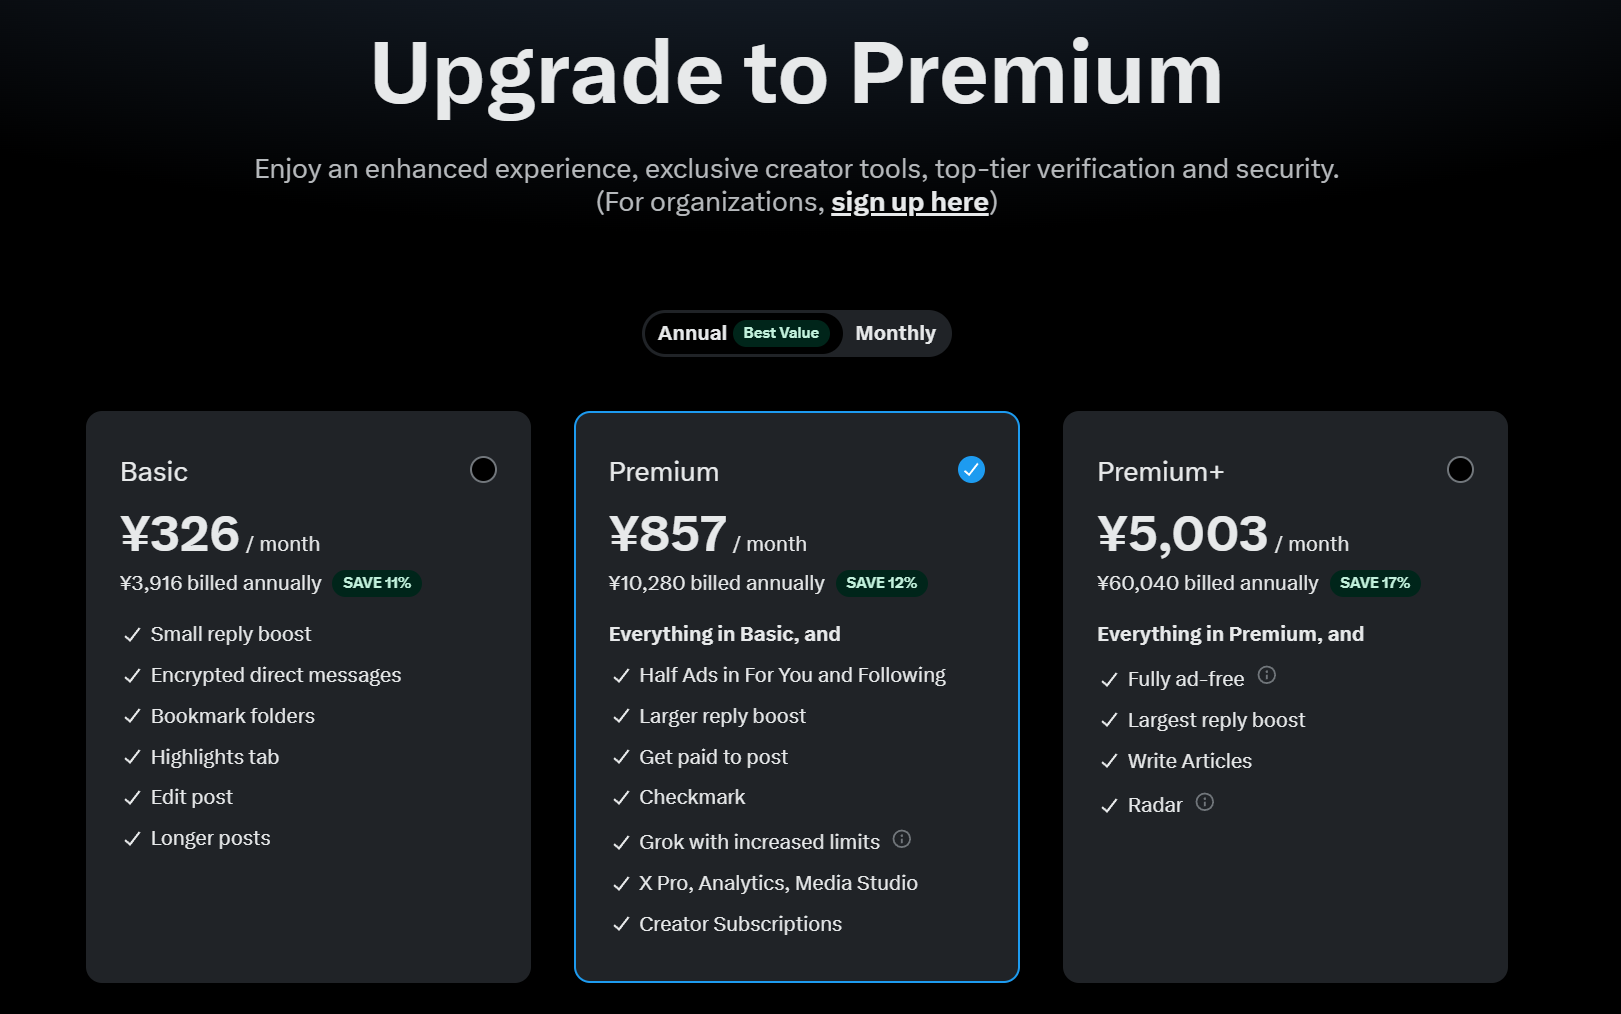 Upgrade to Premium
Enjoy an enhanced experience, exclusive creator tools, top-tier verification and security.
(For organizations, sign up here)
Annual Best Value Monthly
Basic
¥326 / month
¥3,916 billed annually SAVE 11%
Small reply boost
Encrypted direct messages
Bookmark folders
Highlights tab
Edit post
Longer posts
Premium
¥857 / month
¥10,280 billed annually SAVE 12%
Everything in Basic, and
Half Ads in For You and Following
Larger reply boost
Get paid to post
Checkmark
Grok with increased limits
X Pro, Analytics, Media Studio
Creator Subscriptions
Premium+
¥5,003 / month
¥60,040 billed annually SAVE 17%
Everything in Premium, and
Fully ad-free
Largest reply boost
Write Articles
Radar